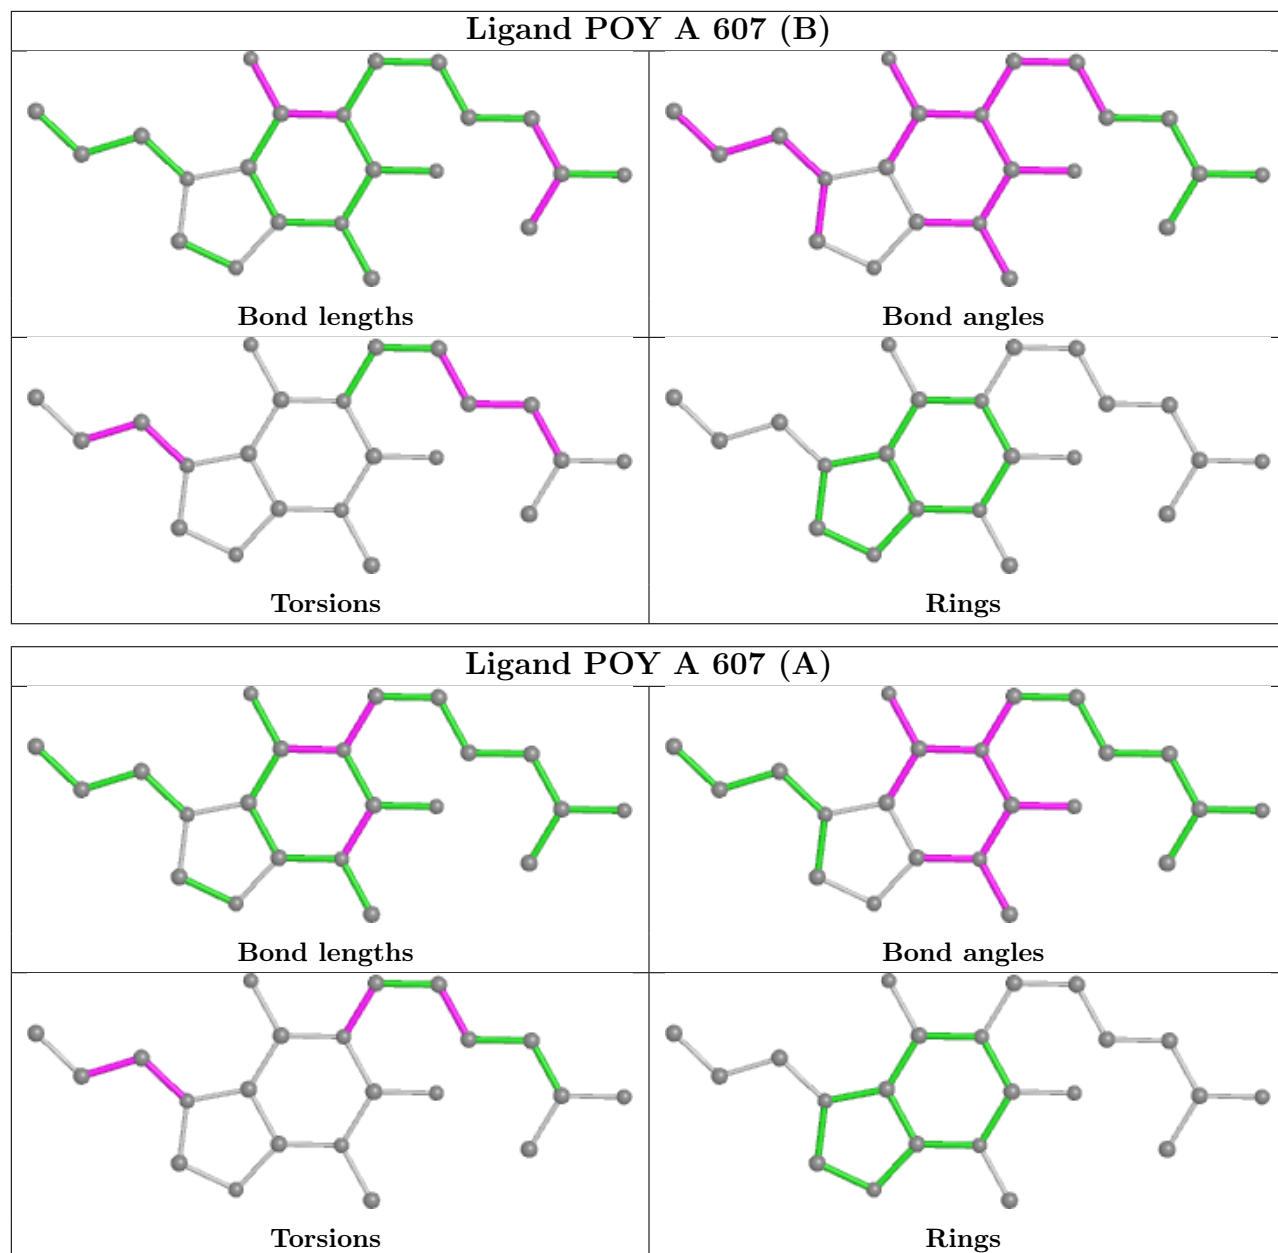 Ligand POY A 607 (B)
Bond lengths
Bond angles
Torsions
Rings
Ligand POY A 607 (A)
Bond lengths
Bond angles
Torsions
Rings